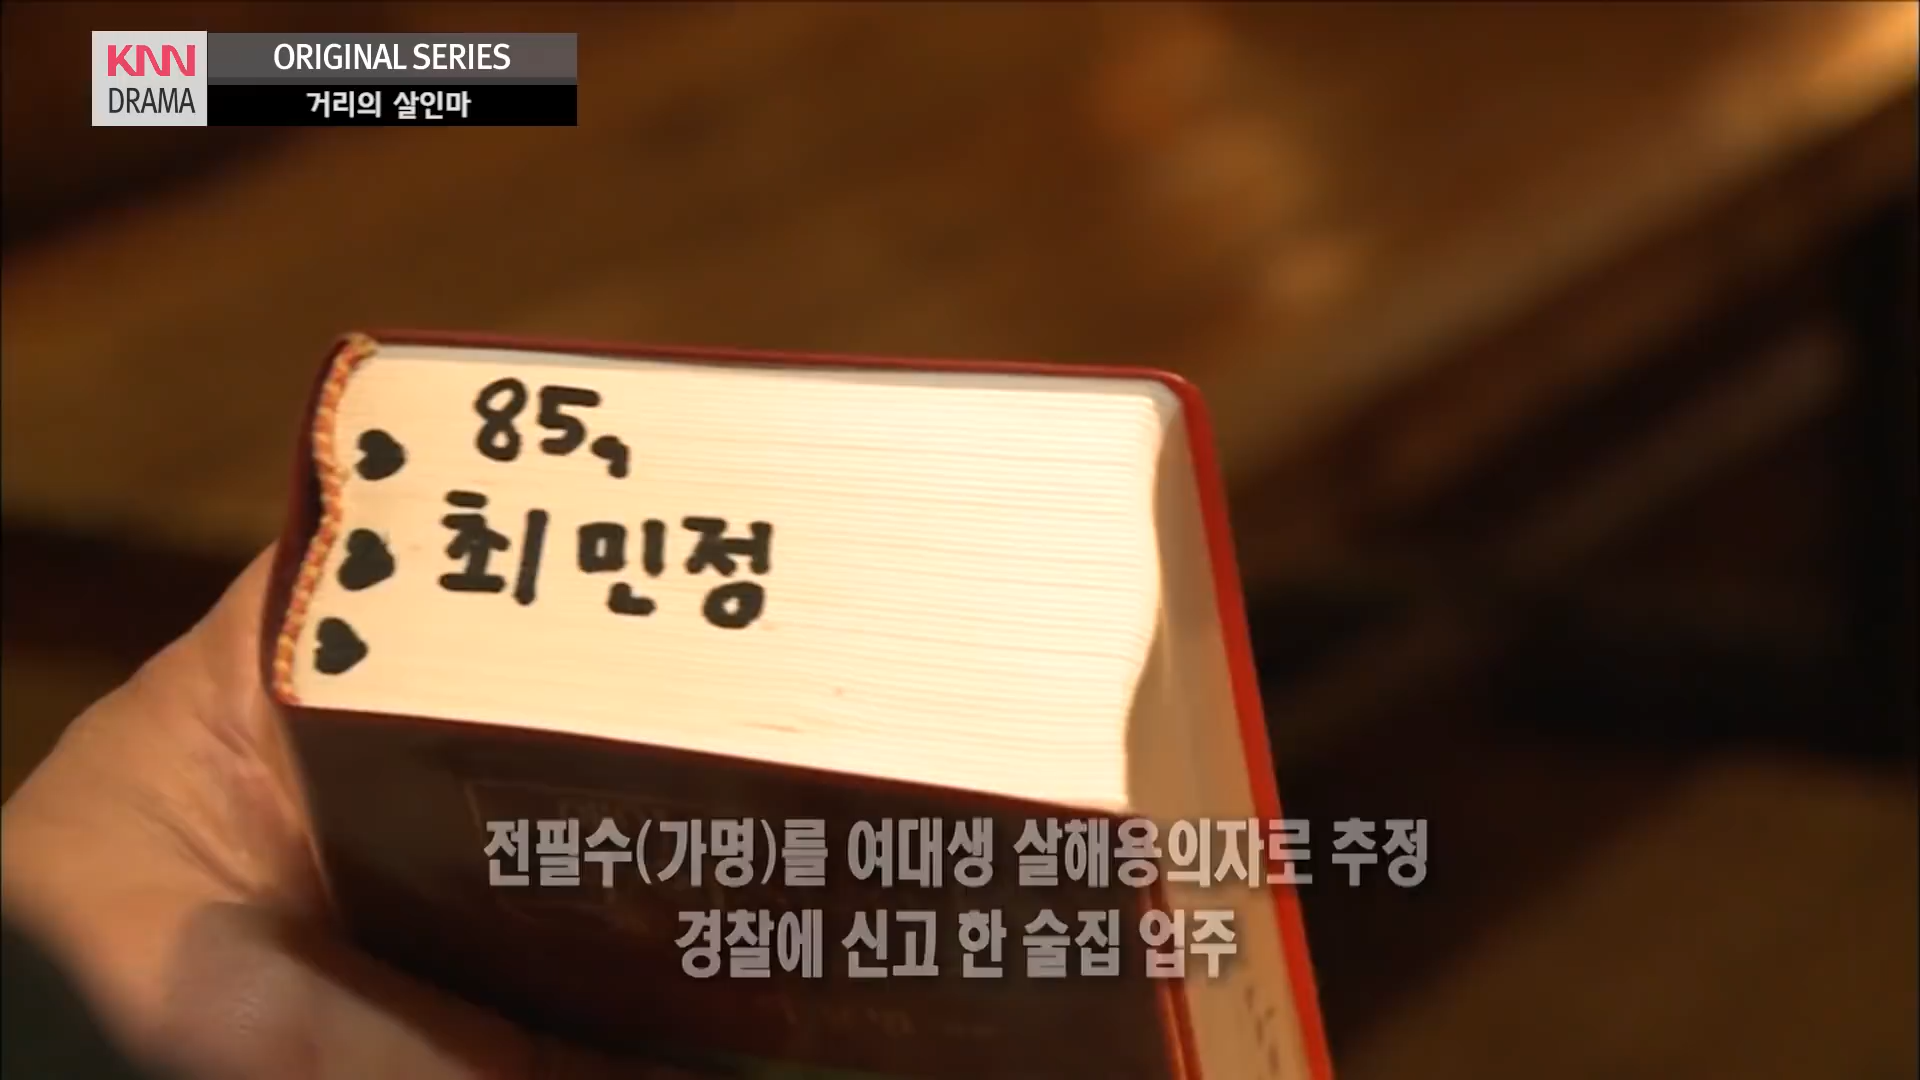 KNN
DRAMA
ORIGINAL SERIES
거리의 살인마
85,
최민정
전필수(가명)를 여대생 살해용의자로 추정
경찰에 신고 한 술집 업주